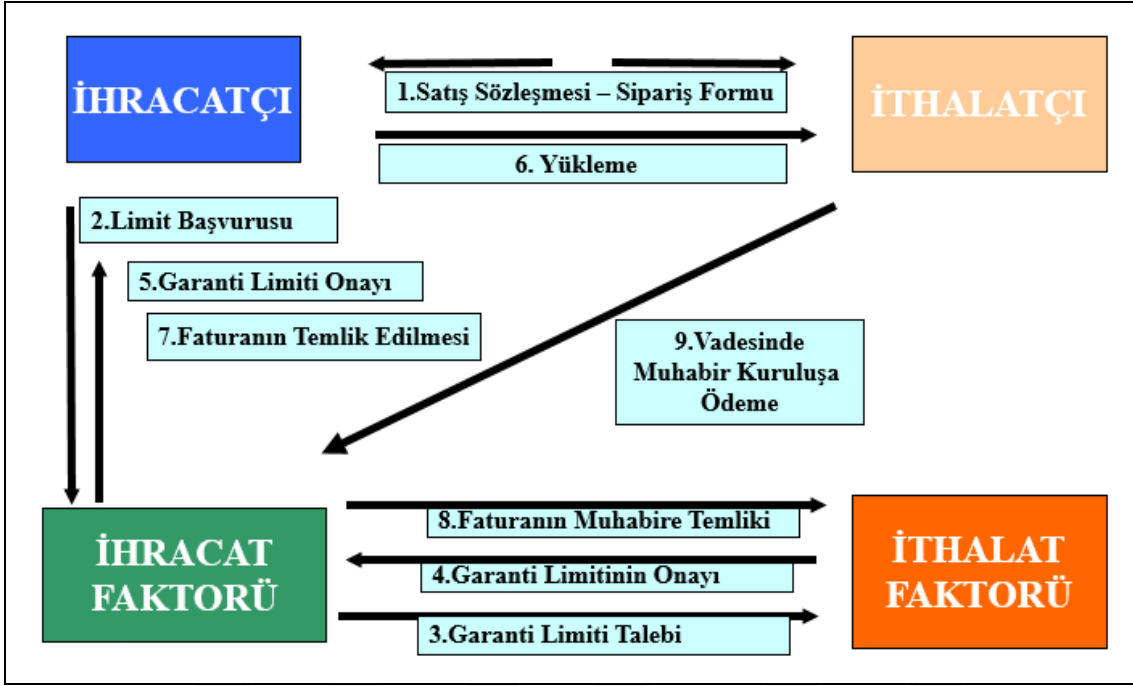 İHRACATÇI
1.Satış Sözleşmesi – Sipariş Formu
İTHALATÇI
6. Yükleme
2.Limit Başvurusu
5.Garanti Limiti Onayı
7.Faturanın Temlik Edilmesi
9.Vadesinde
Muhabir Kuruluşa
Ödeme
İHRACAT
FAKTORÜ
8.Faturanın Muhabire Temliki
4.Garanti Limitinin Onayı
3.Garanti Limiti Talebi
İTHALAT
FAKTORÜ